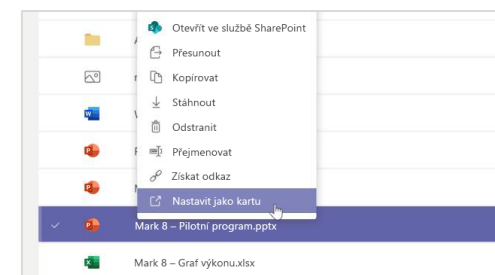 Otevřít ve službě SharePoint
Přesunout
Kopírovat
Stáhnout
Odstranit
Přejmenovat
Získat odkaz
Nastavit jako kartu
Mark 8 – Pilotní program.pptx
Mark 8 – Graf výkonu.xlsx